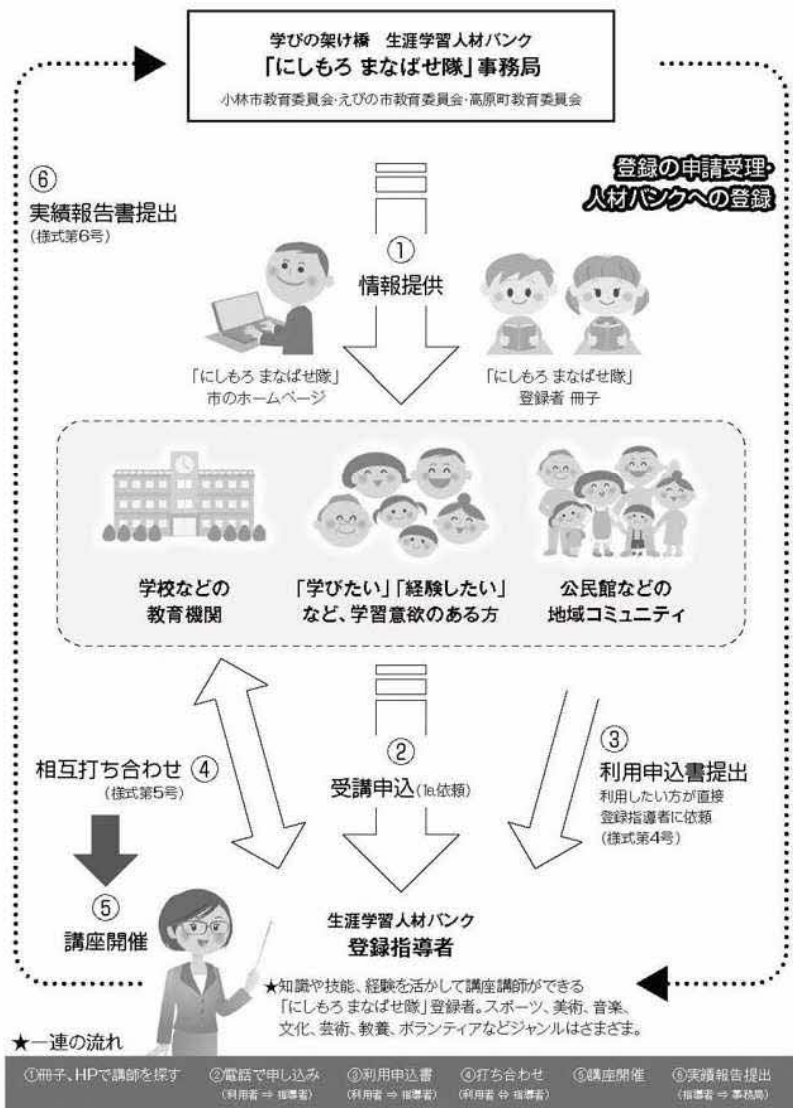 学びの架け橋　生涯学習人材バンク
「にしもろ まなばせ隊」事務局
小林市教育委員会・えびの市教育委員会・高原町教育委員会
⑥
実績報告書提出
(様式第6号)
登録の申請受理・
人材バンクへの登録
①
情報提供
「にしもろ まなばせ隊」
市のホームページ
「にしもろ まなばせ隊」
登録者 冊子
学校などの
教育機関
「学びたい」「経験したい」
など、学習意欲のある方
公民館などの
地域コミュニティ
相互打ち合わせ ④
(様式第5号)
②
受講申込(Te.依頼)
③
利用申込書提出
利用したい方が直接
登録指導者に依頼
(様式第4号)
⑤
講座開催
生涯学習人材バンク
登録指導者
★知識や技能、経験を活かして講座講師ができる
「にしもろ まなばせ隊」登録者。スポーツ、美術、音楽、
文化、芸術、教養、ボランティアなどジャンルはさまざま。
★一連の流れ
①冊子、HPで講師を探す ②電話で申し込み ③利用申込書 ④打ち合わせ ⑤講座開催 ⑥実績報告提出
(利用者 ⇒ 指導者) (利用者 ⇒ 指導者) (利用者 ⇔ 指導者) (指導者 ⇒ 事務局)